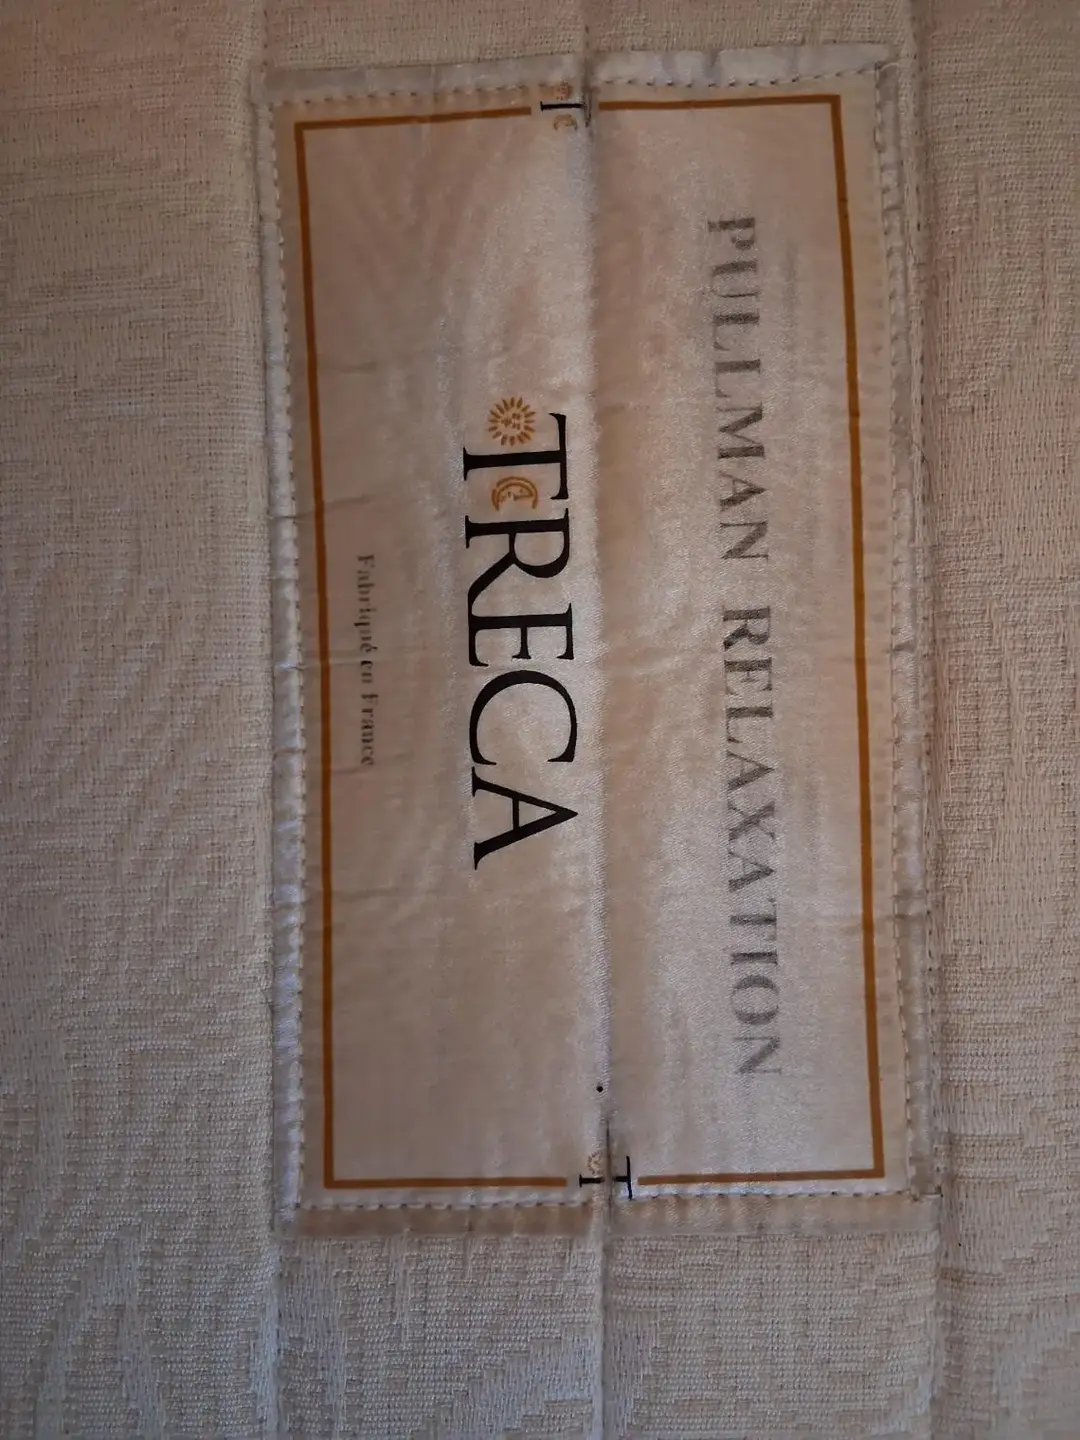 PULLMAN RELAXATION
TRECA
Fabriqué en France